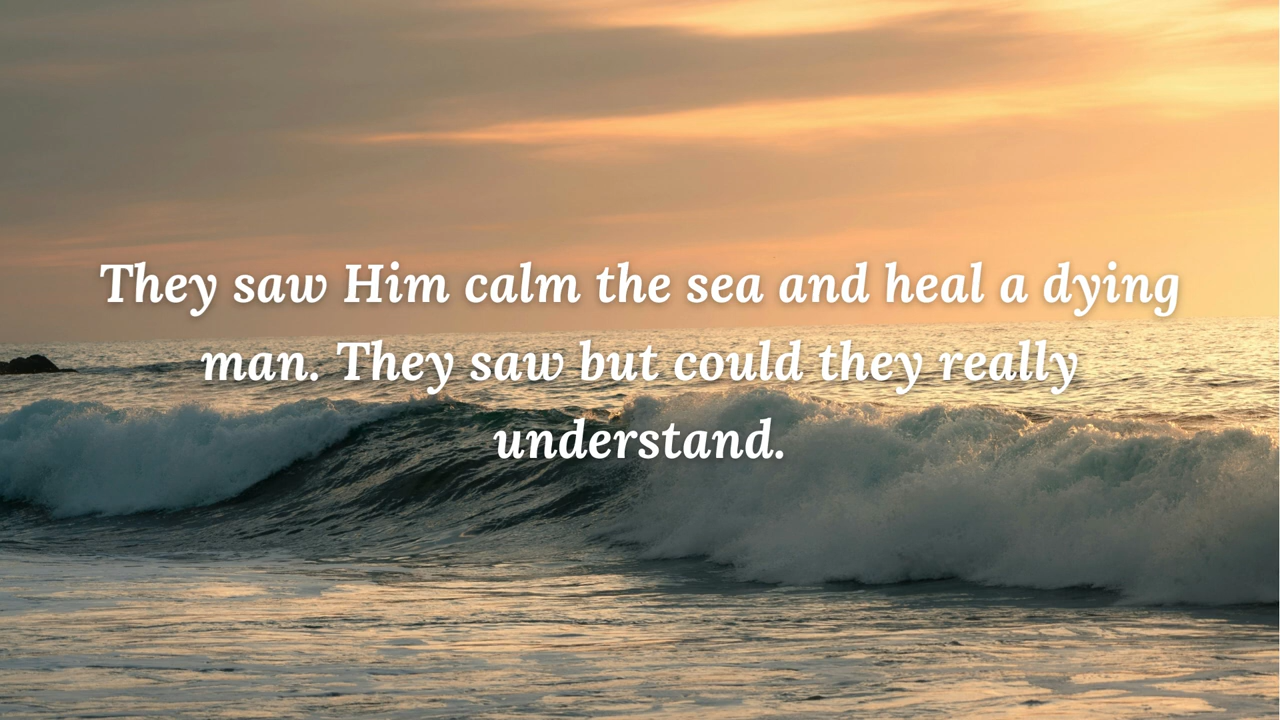 They saw Him calm the sea and heal a dying
man. They saw but could they really
understand.